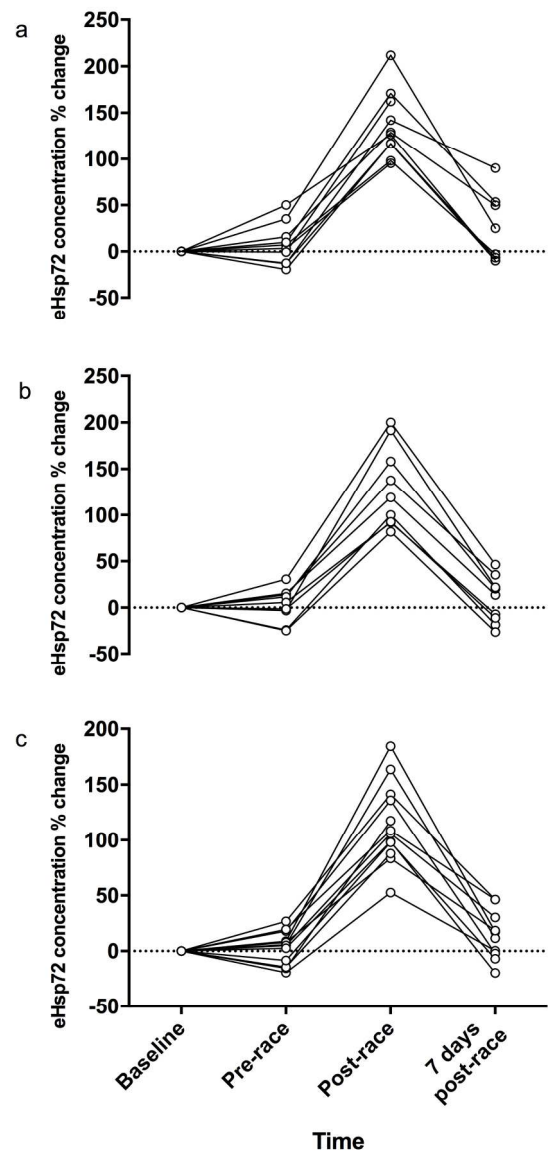 a
eHsp72 concentration % change
250
200
150
100
50
0
-50
b
eHsp72 concentration % change
250
200
150
100
50
0
-50
c
eHsp72 concentration % change
200
150
100
50
0
-50
Baseline
Pre-race
Post-race
7 days
post-race
Time